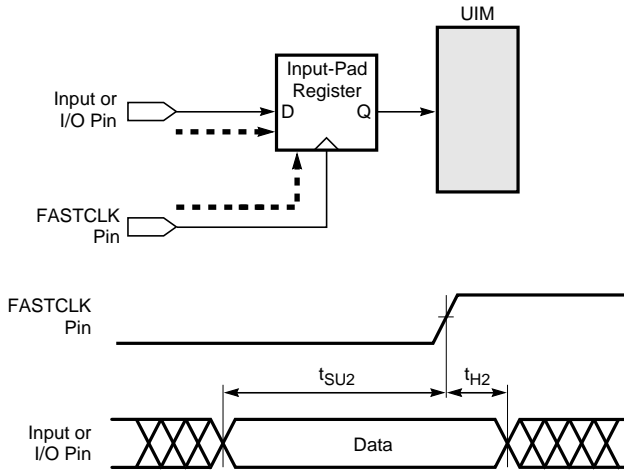 UIM
Input-Pad
Register
Input or
I/O Pin
D
Q
FASTCLK
Pin
FASTCLK
Pin
tSU2
tH2
Input or
I/O Pin
Data